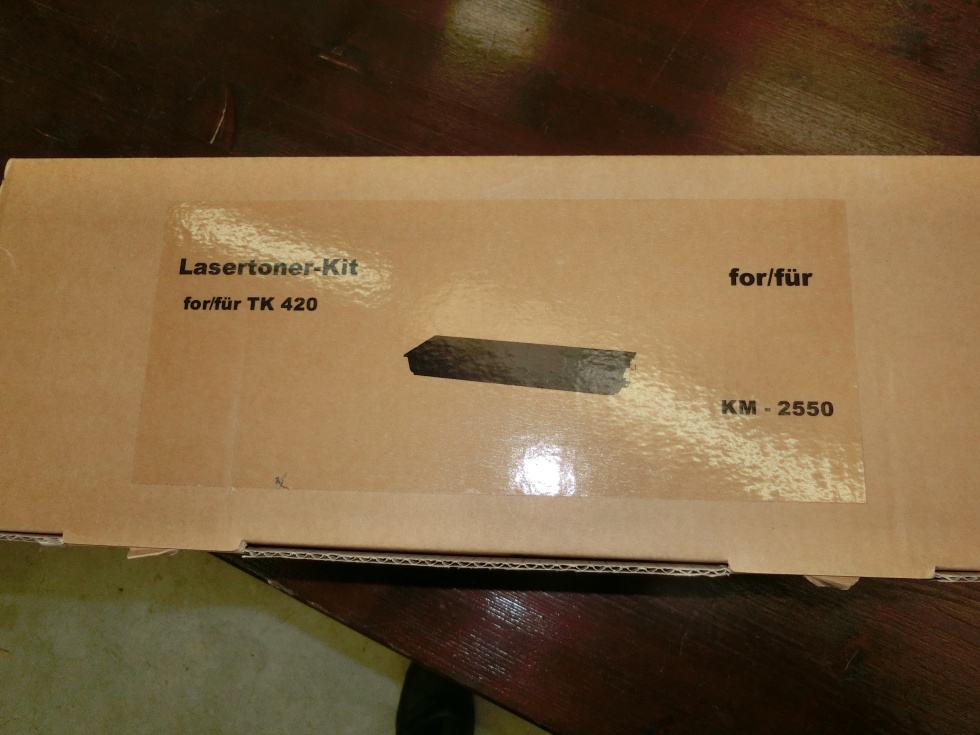 Lasertoner-Kit
for/für TK 420
for/für
KM - 2550